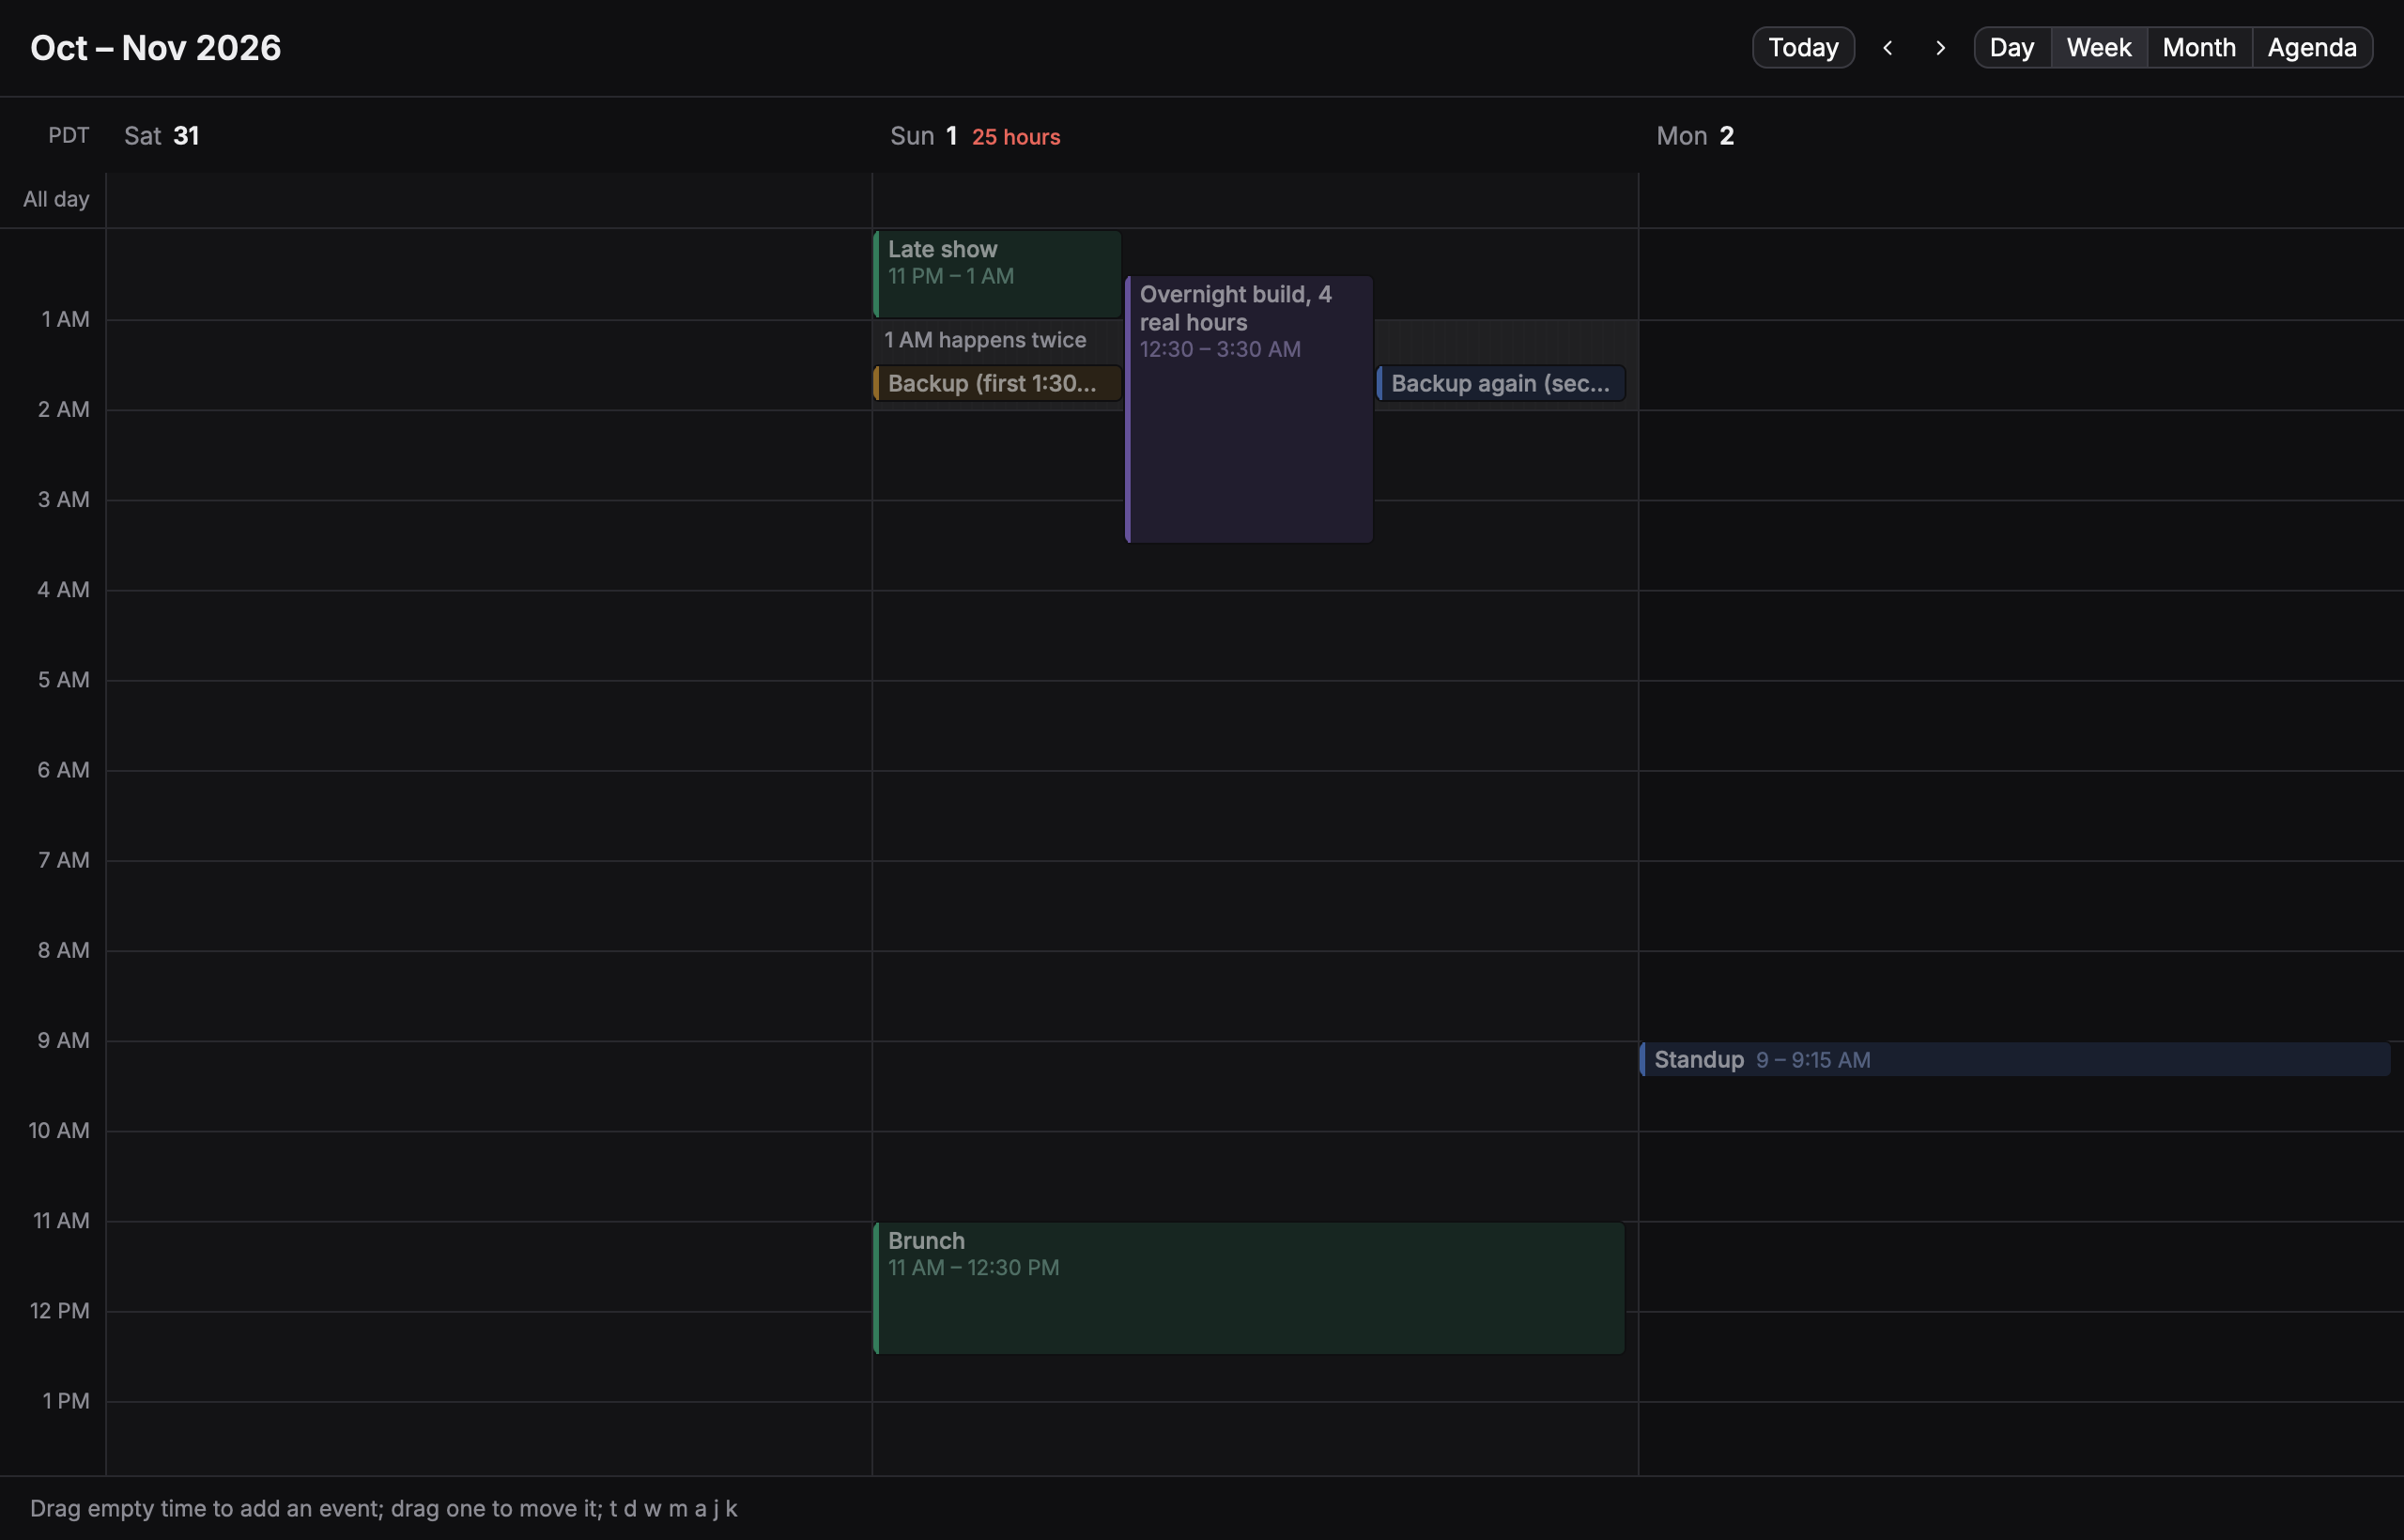 Oct – Nov 2026
Today
Day
Week
Month
Agenda
PDT
Sat 31
Sun 1 25 hours
Mon 2
All day
Late show
11 PM – 1 AM
Overnight build, 4
real hours
12:30 – 3:30 AM
1 AM
1 AM happens twice
Backup (first 1:30...
Backup again (sec...
2 AM
3 AM
4 AM
5 AM
6 AM
7 AM
8 AM
9 AM
Standup 9 – 9:15 AM
10 AM
11 AM
Brunch
11 AM – 12:30 PM
12 PM
1 PM
Drag empty time to add an event; drag one to move it; t d w m a j k